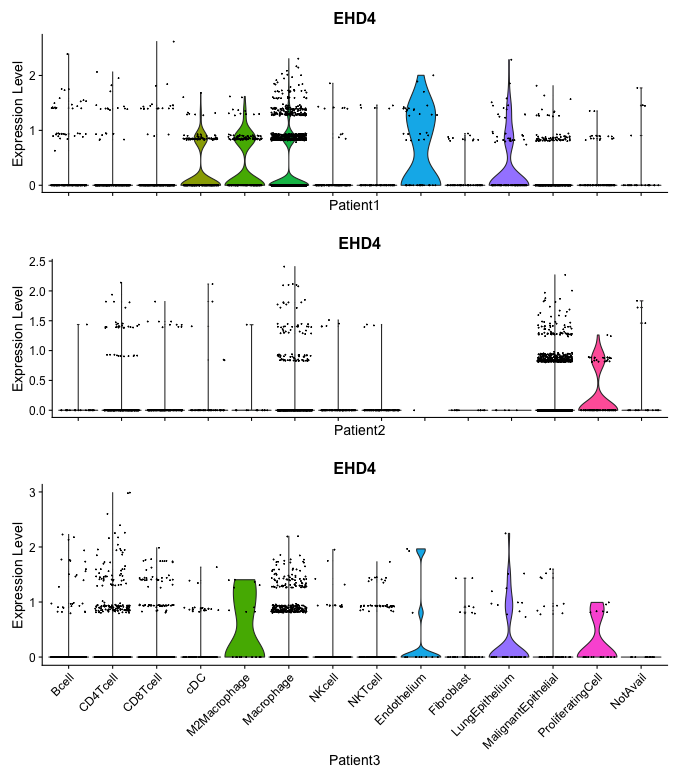 EHD4
Expression Level
2
1
0
Patient1
EHD4
Expression Level
2.5
2.0
1.5
1.0
0.5
0.0
Patient2
EHD4
Expression Level
3
2
1
0
Bcell
CD4Tcell
CD8Tcell
cDC
M2Macrophage
Macrophage
NKcell
NKTcell
Endothelium
Fibroblast
LungEpithelium
MalignantEpithelial
ProliferatingCell
NotAvail
Patient3